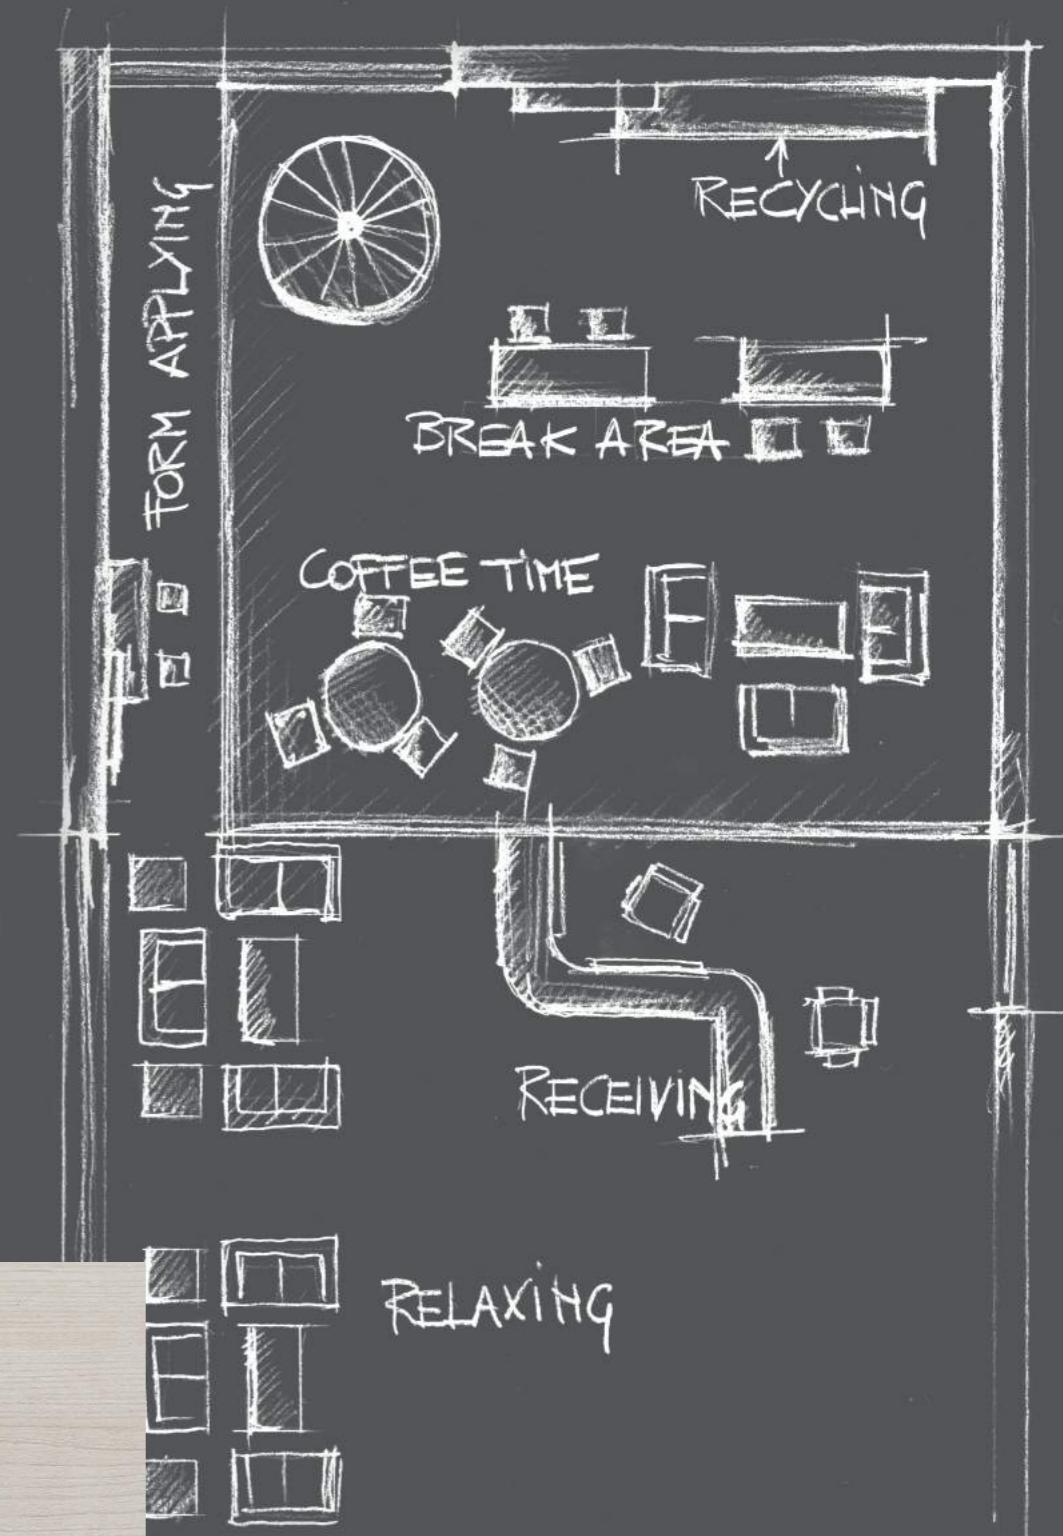 RECYCLING
FORM APPLYING
BREAK AREA
COFFEE TIME
RECEIVING
RELAXING